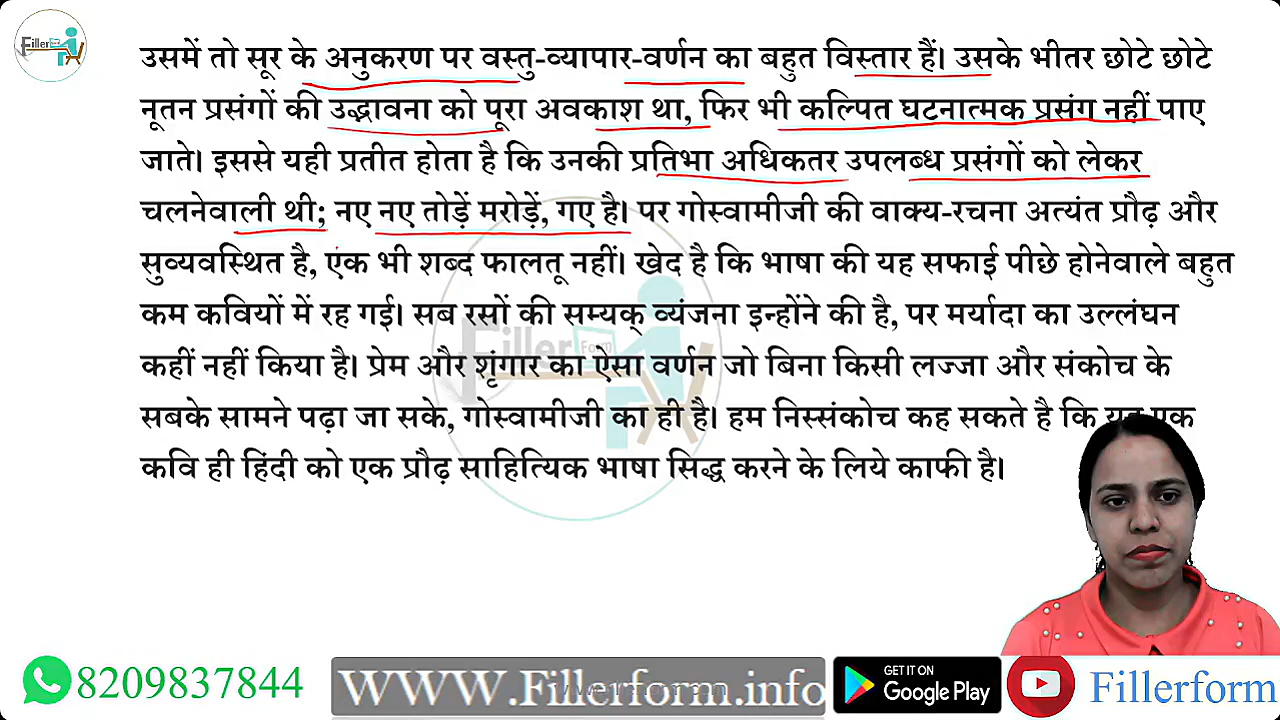 उसमें तो सूर के अनुकरण पर वस्तु-व्यापार-वर्णन का बहुत विस्तार हैं। उसके भीतर छोटे छोटे
नूतन प्रसंगों की उद्भावना को पूरा अवकाश था, फिर भी कल्पित घटनात्मक प्रसंग नहीं पाए
जाते। इससे यही प्रतीत होता है कि उनकी प्रतिभा अधिकतर उपलब्ध प्रसंगों को लेकर
चलनेवाली थी; नए नए तोड़ें मरोड़ें, गए है। पर गोस्वामीजी की वाक्य-रचना अत्यंत प्रौढ़ और
सुव्यवस्थित है, एक भी शब्द फालतू नहीं। खेद है कि भाषा की यह सफाई पीछे होनेवाले बहुत
कम कवियों में रह गई। सब रसों की सम्यक् व्यंजना इन्होंने की है, पर मर्यादा का उल्लंघन
कहीं नहीं किया है। प्रेम और शृंगार का ऐसा वर्णन जो बिना किसी लज्जा और संकोच के
सबके सामने पढ़ा जा सके, गोस्वामीजी का ही है। हम निस्संकोच कह सकते है कि यह एक
कवि ही हिंदी को एक प्रौढ़ साहित्यिक भाषा सिद्ध करने के लिये काफी है।
Filler Form
8209837844
WWW.Fillerform.info
GET IT ON
Google Play
Fillerform